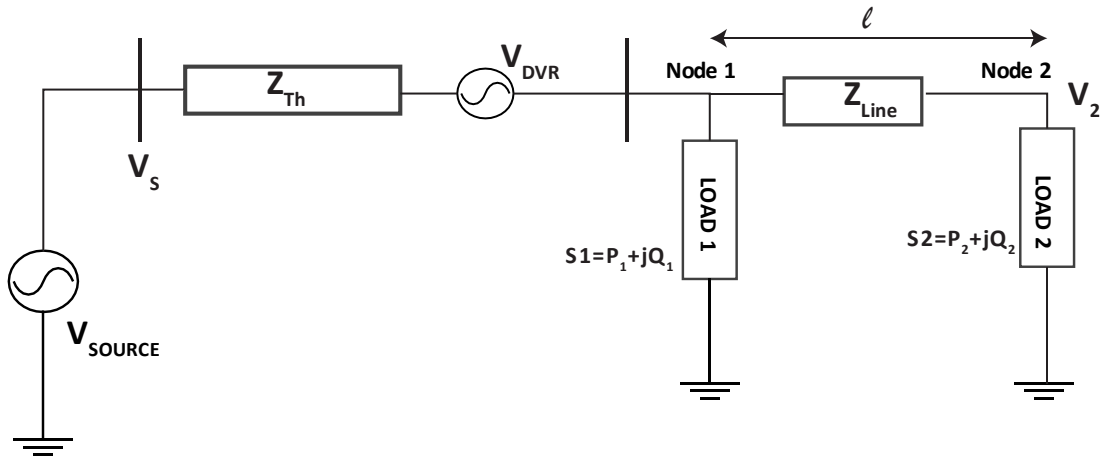 ℓ
V_DVR
Node 1
Node 2
Z_Th
Z_Line
V_2
V_S
LOAD 1
LOAD 2
S1=P_1+jQ_1
S2=P_2+jQ_2
V_SOURCE